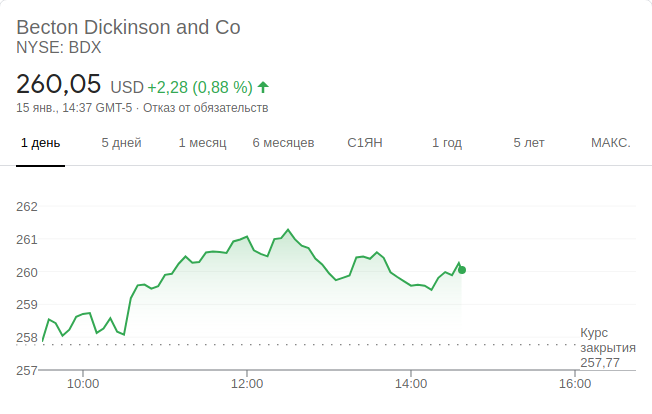 Becton Dickinson and Co
NYSE: BDX
260,05 USD +2,28 (0,88 %)
15 янв., 14:37 GMT-5 · Отказ от обязательств
1 день 5 дней 1 месяц 6 месяцев С1ЯН 1 год 5 лет МАКС.
262
261
260
259
258
257
Курс
закрытия
257,77
10:00 12:00 14:00 16:00